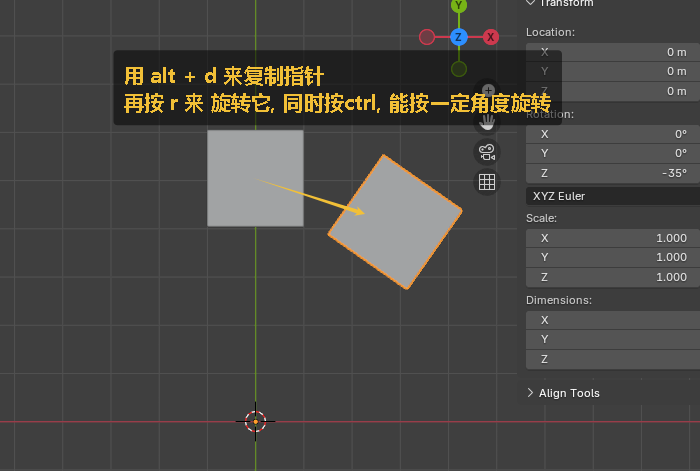 Transform
Y
Z
X
Location:
X 0 m
Y 0 m
Z 0 m
用 alt + d 来复制指针
再按 r 来 旋转它, 同时按ctrl, 能按一定角度旋转
Rotation:
X 0°
Y 0°
Z -35°
XYZ Euler
Scale:
X 1.000
Y 1.000
Z 1.000
Dimensions:
X
Y
Z
Align Tools